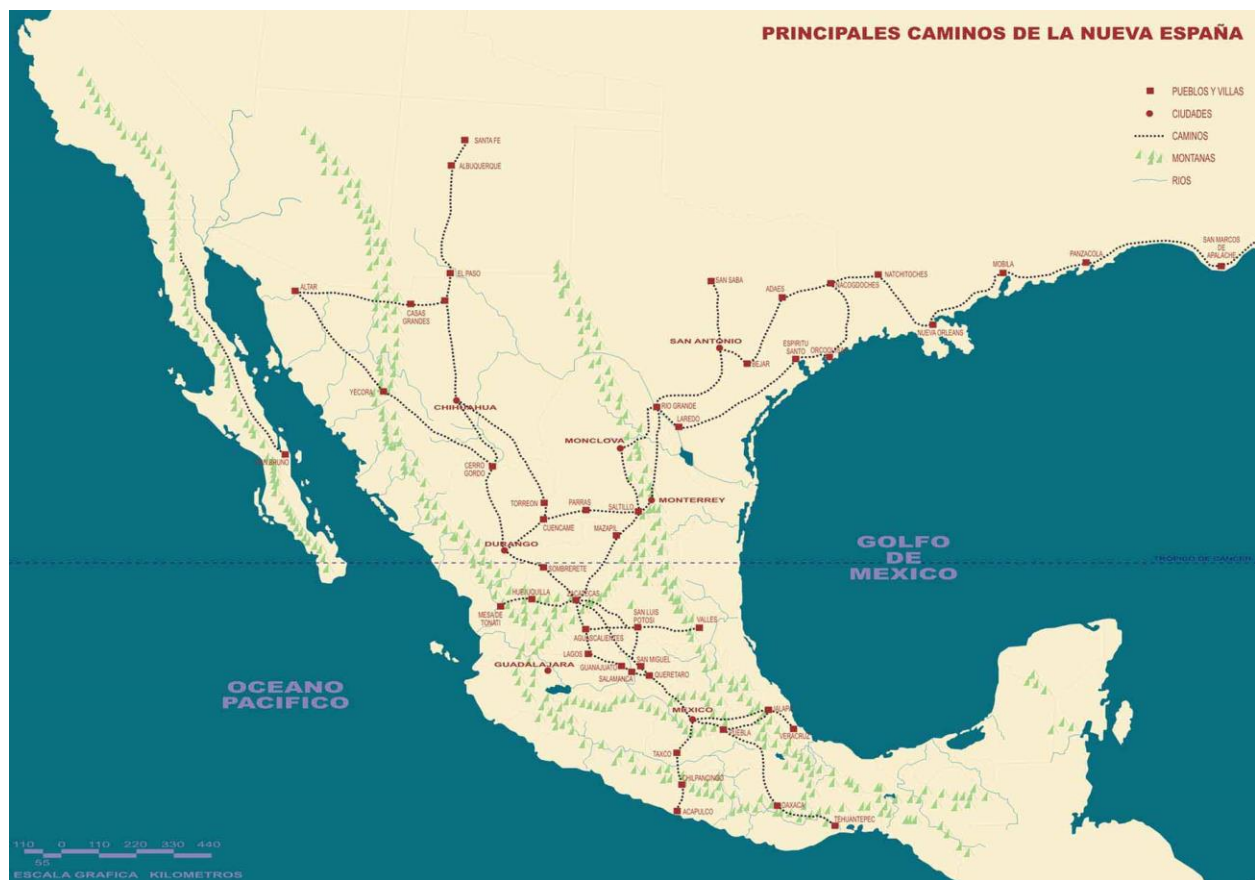 PRINCIPALES CAMINOS DE LA NUEVA ESPAÑA
PUEBLOS Y VILLAS
CIUDADES
CAMINOS
MONTANAS
RIOS
SANTA FE
ALBUQUERQUE
EL PASO
ALTAR
CASAS
GRANDES
SAN SABA
ADAES
NACOGDOCHES
NATCHITOCHES
MOBILA
PANZACOLA
SAN MARCOS
DE
APALACHE
NUEVA ORLEANS
SAN ANTONIO
BEJAR
ESPIRITU
SANTO
YECORA
CHIHUAHUA
RIO GRANDE
LAREDO
MONCLOVA
CERRO
GORDO
TORREON
PARRAS
SALTILLO
MONTERREY
CUENCAME
MAZAPIL
DURANGO
GOLFO
DE
MEXICO
TROPICO DE CANCER
SOMBRERETE
ZACATECAS
MESA DE
TONATI
SAN LUIS
POTOSI
VALLES
AGUASCALIENTES
LAGOS
GUADALAJARA
GUANAJUATO
SAN MIGUEL
SALAMANCA
QUERETARO
OCEANO
PACIFICO
MEXICO
JALAPA
PUEBLA
VERACRUZ
TAXCO
CHILPANCINGO
ACAPULCO
OAXACA
TEHUANTEPEC
110 0 110 220 330 440
55
ESCALA GRAFICA KILOMETROS